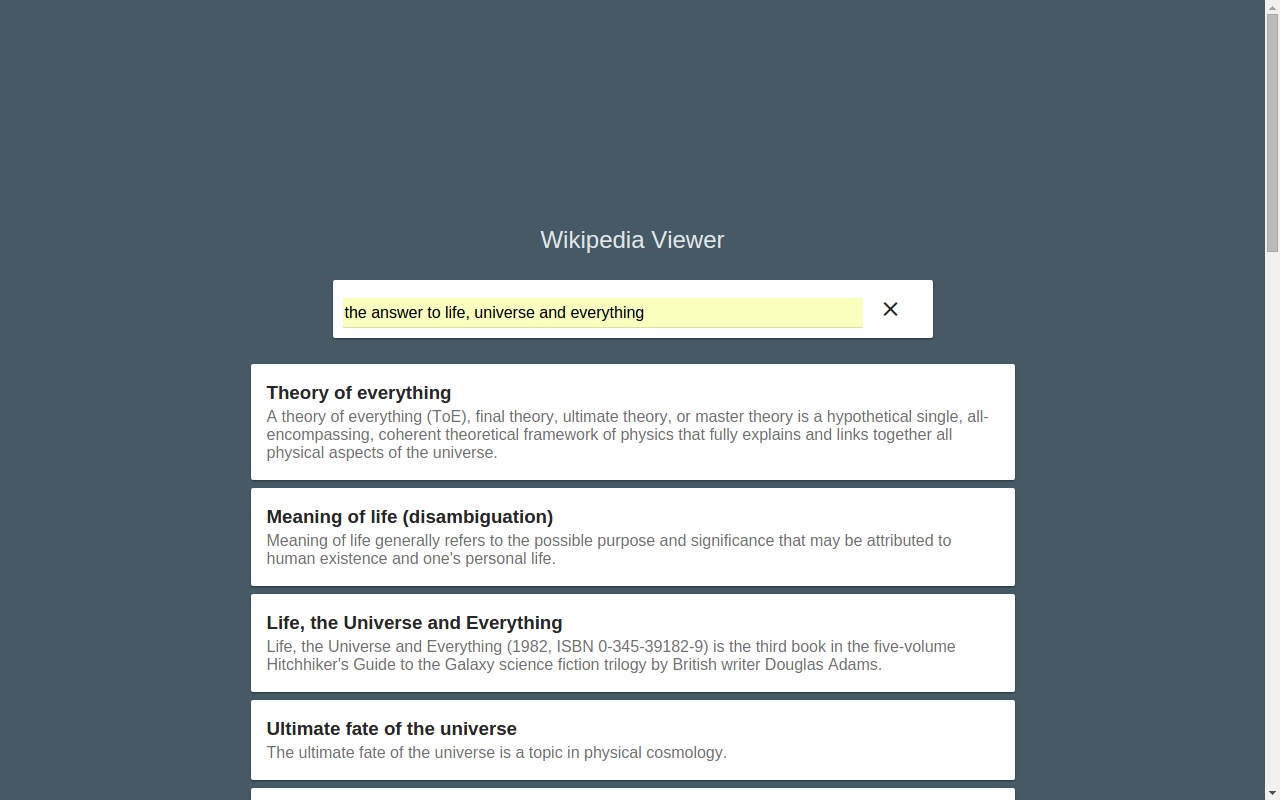 Wikipedia Viewer
the answer to life, universe and everything
Theory of everything
A theory of everything (ToE), final theory, ultimate theory, or master theory is a hypothetical single, all-
encompassing, coherent theoretical framework of physics that fully explains and links together all
physical aspects of the universe.
Meaning of life (disambiguation)
Meaning of life generally refers to the possible purpose and significance that may be attributed to
human existence and one's personal life.
Life, the Universe and Everything
Life, the Universe and Everything (1982, ISBN 0-345-39182-9) is the third book in the five-volume
Hitchhiker's Guide to the Galaxy science fiction trilogy by British writer Douglas Adams.
Ultimate fate of the universe
The ultimate fate of the universe is a topic in physical cosmology.